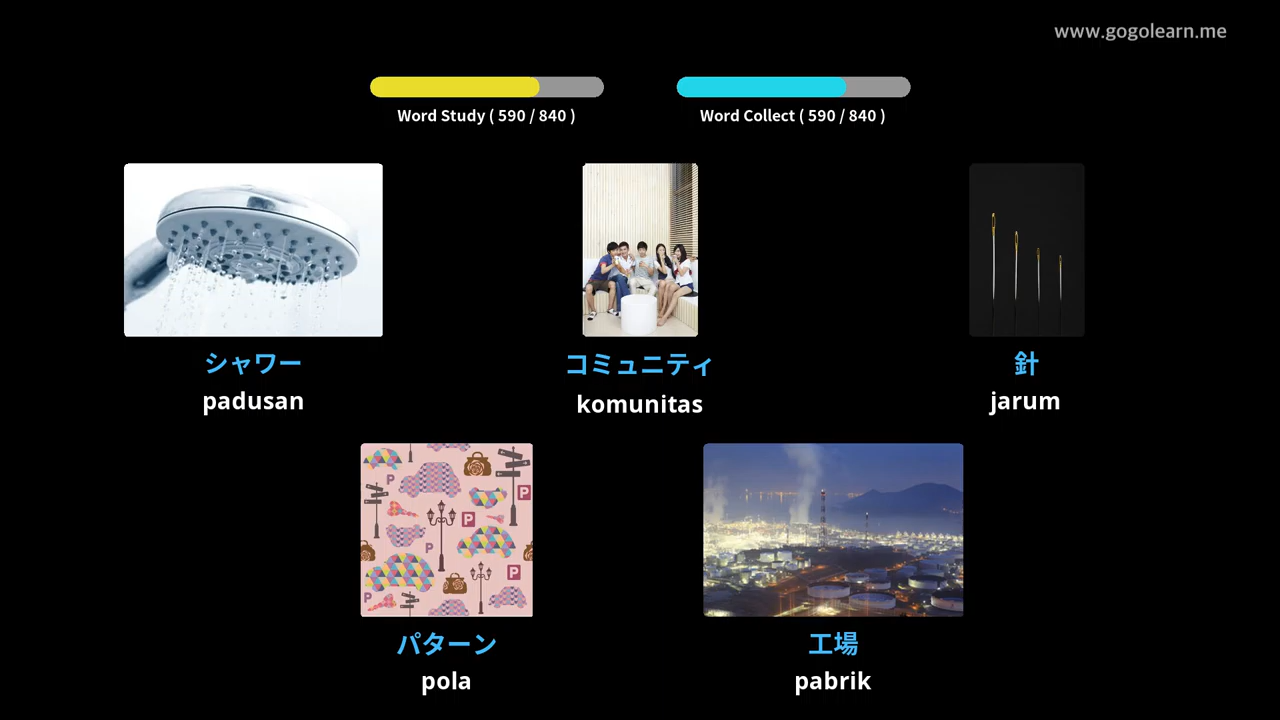 www.gogolearn.me
Word Study ( 590 / 840 )
Word Collect ( 590 / 840 )
シャワー
padusan
コミュニティ
komunitas
針
jarum
P
P
P
P
P
P
パターン
pola
工場
pabrik